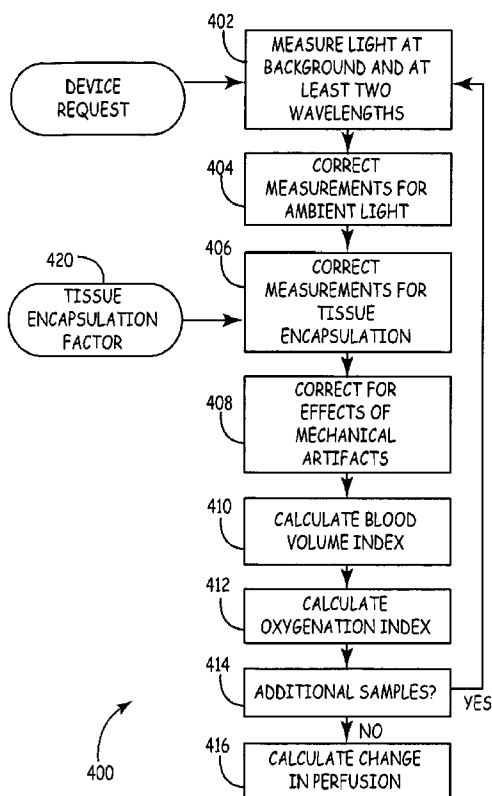 402
MEASURE LIGHT AT
BACKGROUND AND AT
LEAST TWO
WAVELENGTHS
DEVICE
REQUEST
404
CORRECT
MEASUREMENTS FOR
AMBIENT LIGHT
420
TISSUE
ENCAPSULATION
FACTOR
406
CORRECT
MEASUREMENTS FOR
TISSUE
ENCAPSULATION
408
CORRECT FOR
EFFECTS OF
MECHANICAL
ARTIFACTS
410
CALCULATE BLOOD
VOLUME INDEX
412
CALCULATE
OXYGENATION INDEX
414
ADDITIONAL SAMPLES?
YES
NO
416
CALCULATE CHANGE
IN PERFUSION
400